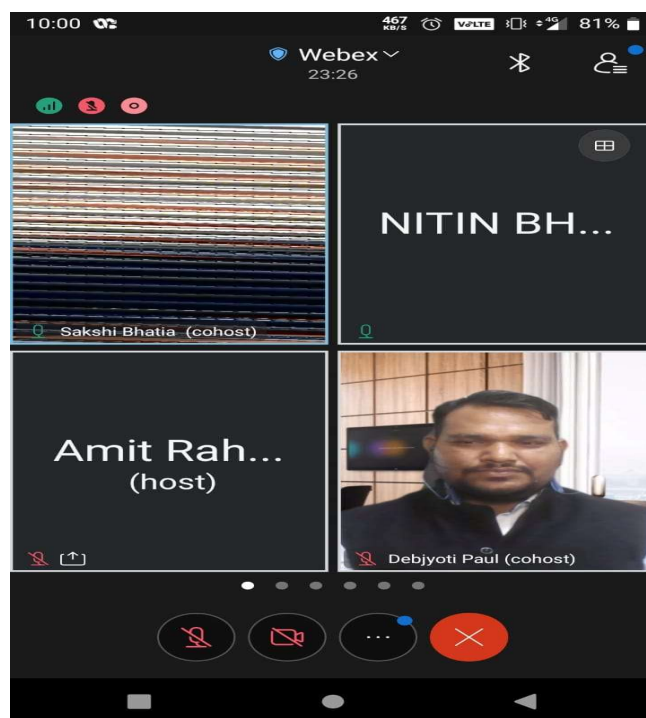 10:00
467 KB/S VoLTE 4G 81%
Webex
23:26
NITIN BH...
Sakshi Bhatia (cohost)
Amit Rah...
(host)
Debjyoti Paul (cohost)